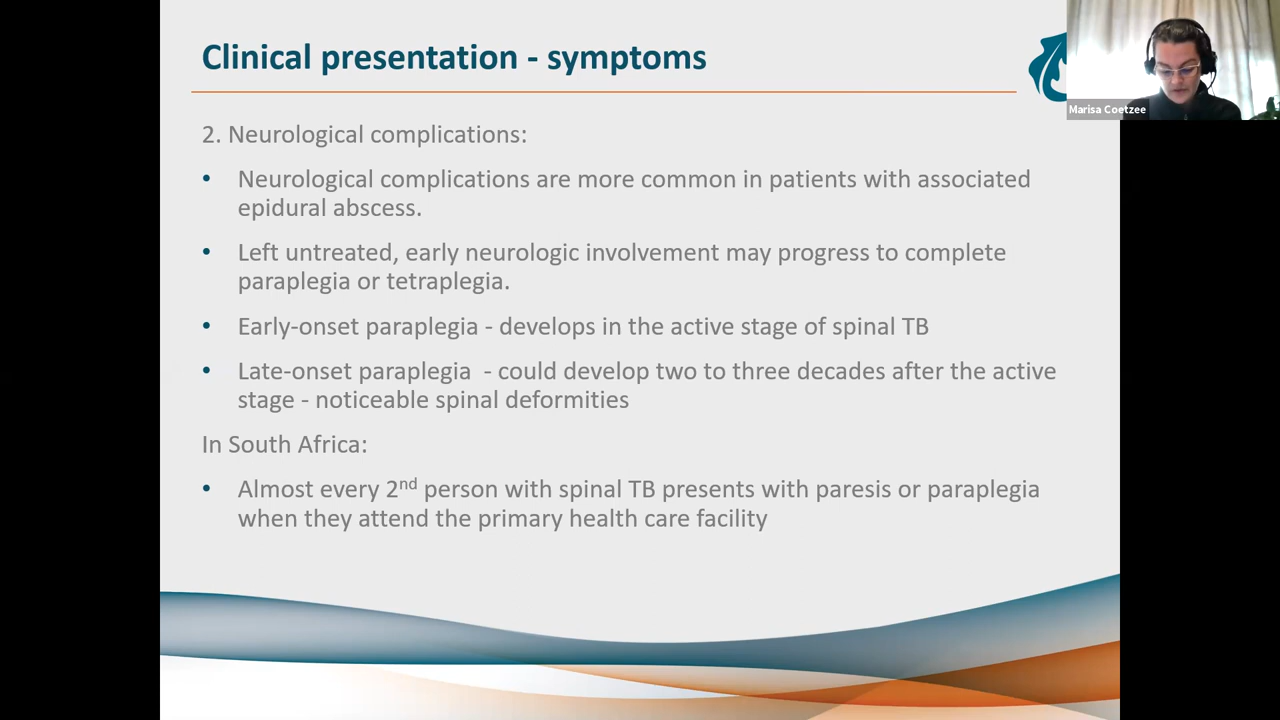 Clinical presentation - symptoms
Marisa Coetzee
2. Neurological complications:
• Neurological complications are more common in patients with associated
epidural abscess.
• Left untreated, early neurologic involvement may progress to complete
paraplegia or tetraplegia.
• Early-onset paraplegia - develops in the active stage of spinal TB
• Late-onset paraplegia  - could develop two to three decades after the active
stage - noticeable spinal deformities
In South Africa:
• Almost every 2nd person with spinal TB presents with paresis or paraplegia
when they attend the primary health care facility